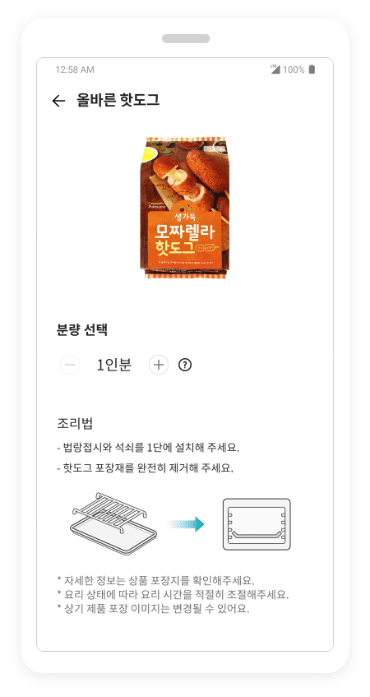 12:58 AM
100%
올바른 핫도그
생가득
모짜렐라
핫도그
분량 선택
1인분
조리법
- 법랑접시와 석쇠를 1단에 설치해 주세요.
- 핫도그 포장재를 완전히 제거해 주세요.
* 자세한 정보는 상품 포장지를 확인해주세요.
* 요리 상태에 따라 요리 시간을 적절히 조절해주세요.
* 상기 제품 포장 이미지는 변경될 수 있어요.